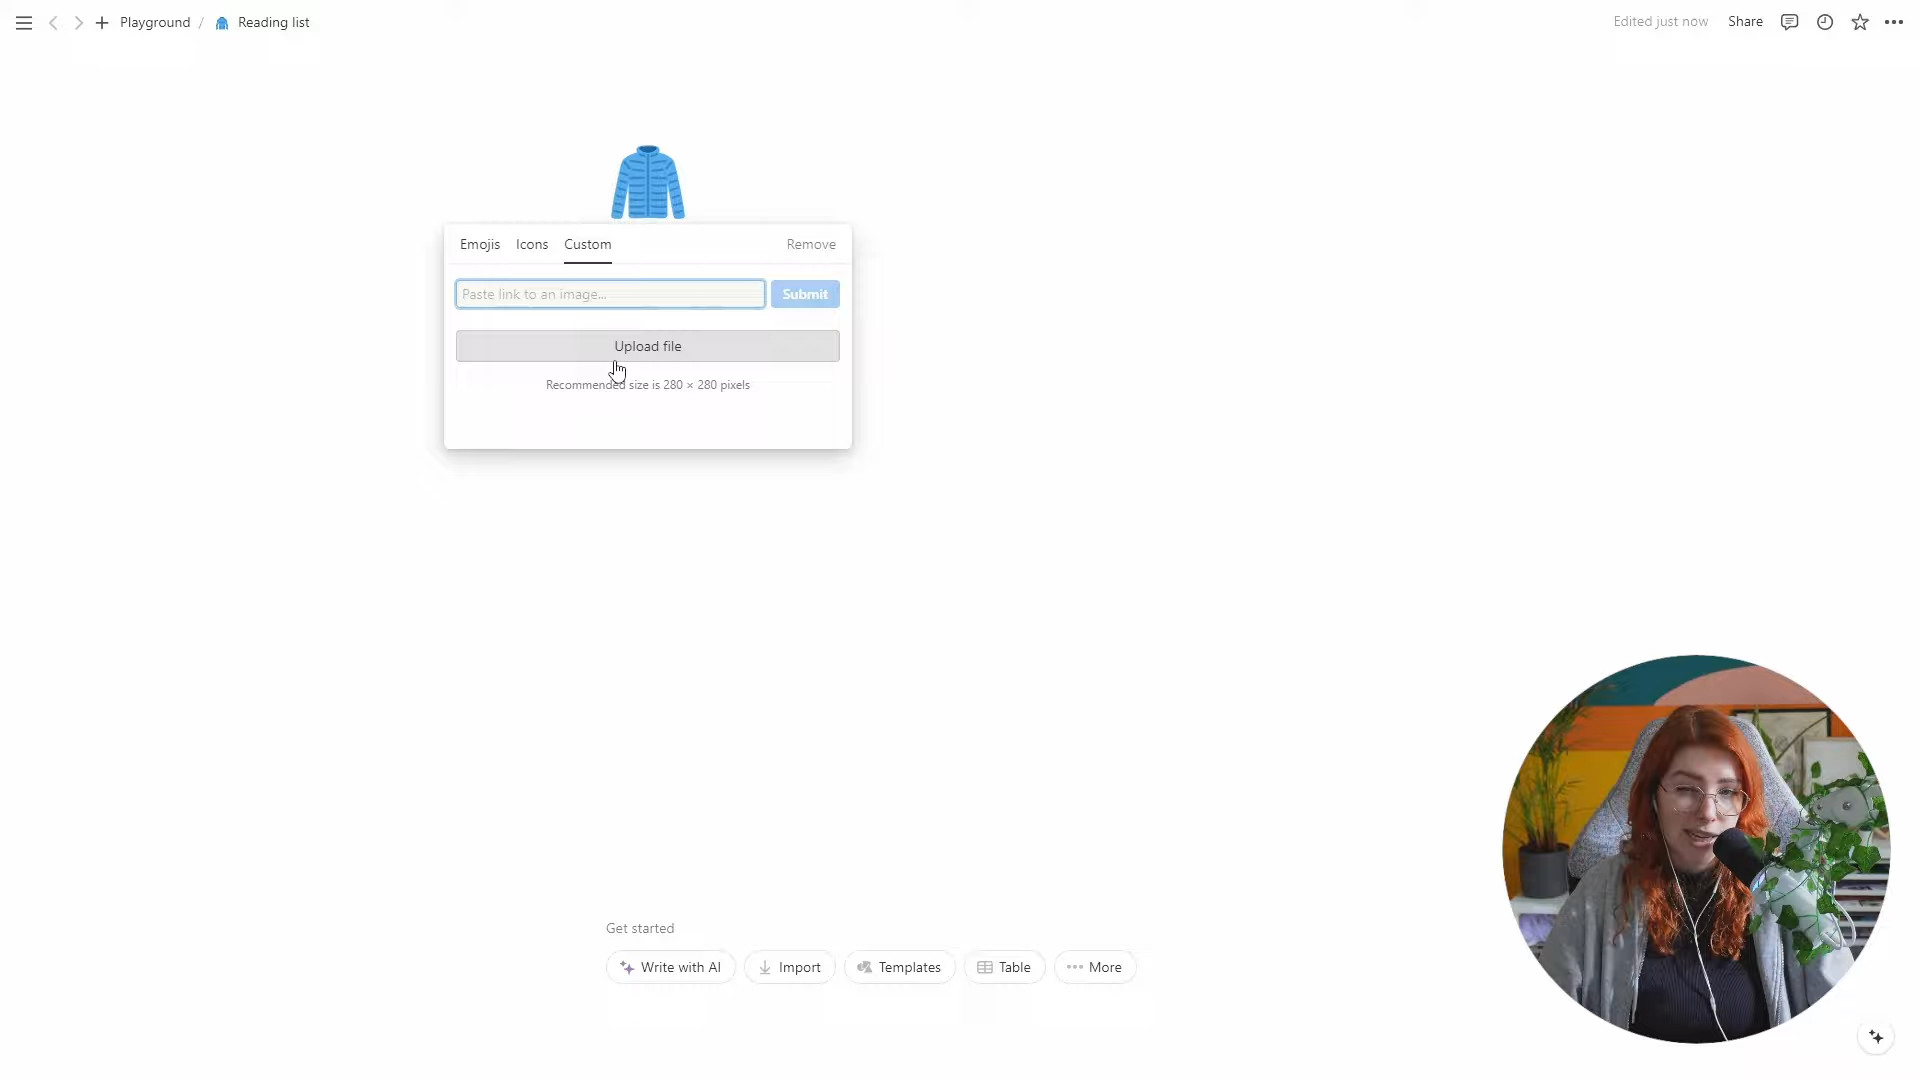 Playground / Reading list
Edited just now
Share
Emojis
Icons
Custom
Remove
Paste link to an image...
Submit
Upload file
Recommended size is 280 × 280 pixels
Get started
Write with AI
Import
Templates
Table
More